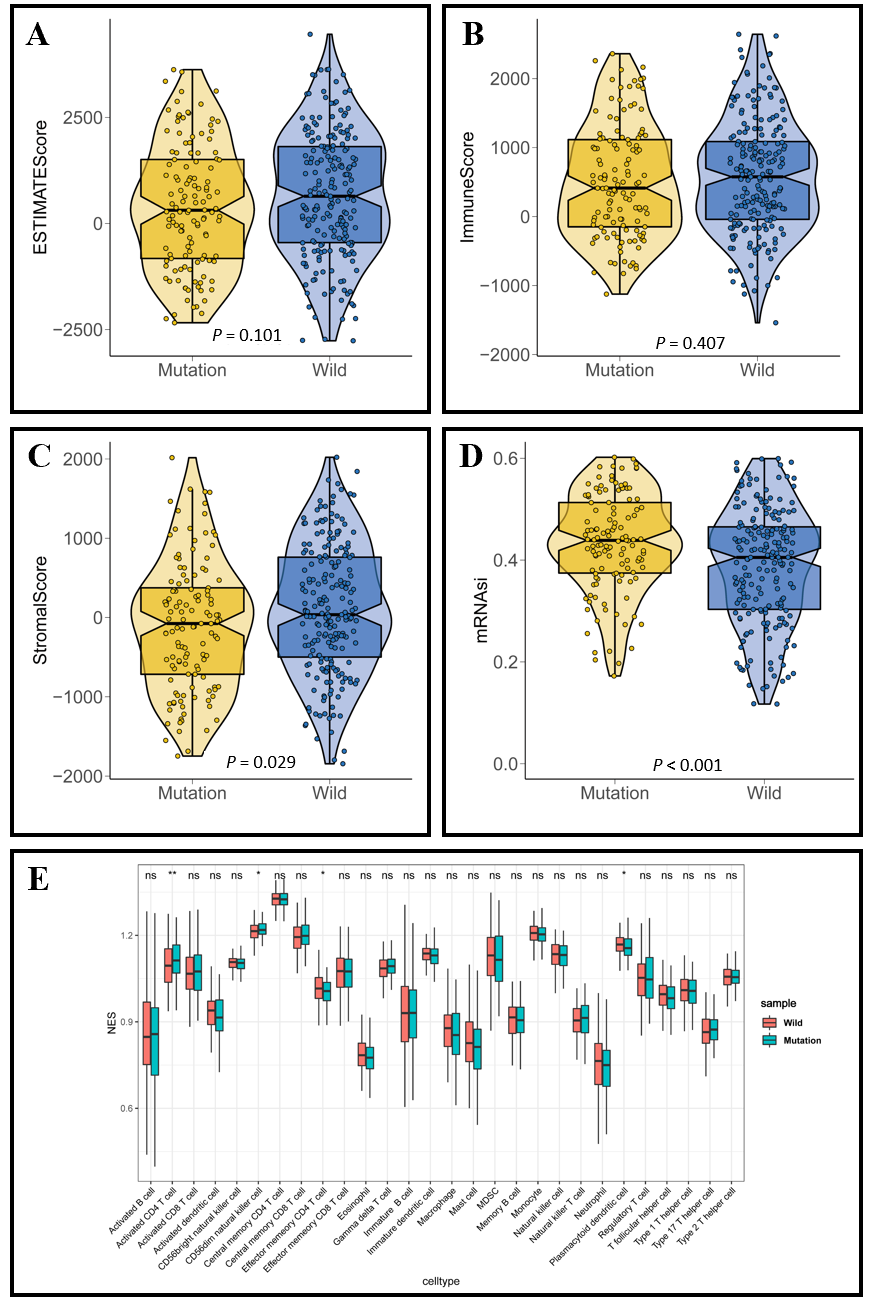 A
ESTIMATEScore
2500
0
−2500
P = 0.101
Mutation Wild
B
ImmuneScore
2000
1000
0
−1000
−2000
P = 0.407
Mutation Wild
C
StromalScore
2000
1000
0
−1000
−2000
P = 0.029
Mutation Wild
D
mRNAsi
0.6
0.4
0.2
0.0
P < 0.001
Mutation Wild
E
ns ** ns ns ns * ns ns * ns ns ns ns ns ns ns ns ns ns ns ns ns * ns ns ns ns ns
NES
1.2
0.9
0.6
Activated B cell
Activated CD4 T cell
Activated CD8 T cell
Activated dendritic cell
CD56bright natural killer cell
CD56dim natural killer cell
Central memory CD4 T cell
Central memory CD8 T cell
Effector memeory CD4 T cell
Effector memeory CD8 T cell
Eosinophil
Gamma delta T cell
Immature B cell
Immature dendritic cell
Macrophage
Mast cell
MDSC
Memory B cell
Monocyte
Natural killer cell
Natural killer T cell
Neutrophil
Plasmacytoid dendritic cell
Regulatory T cell
T follicular helper cell
Type 1 T helper cell
Type 17 T helper cell
Type 2 T helper cell
celltype
sample
Wild
Mutation